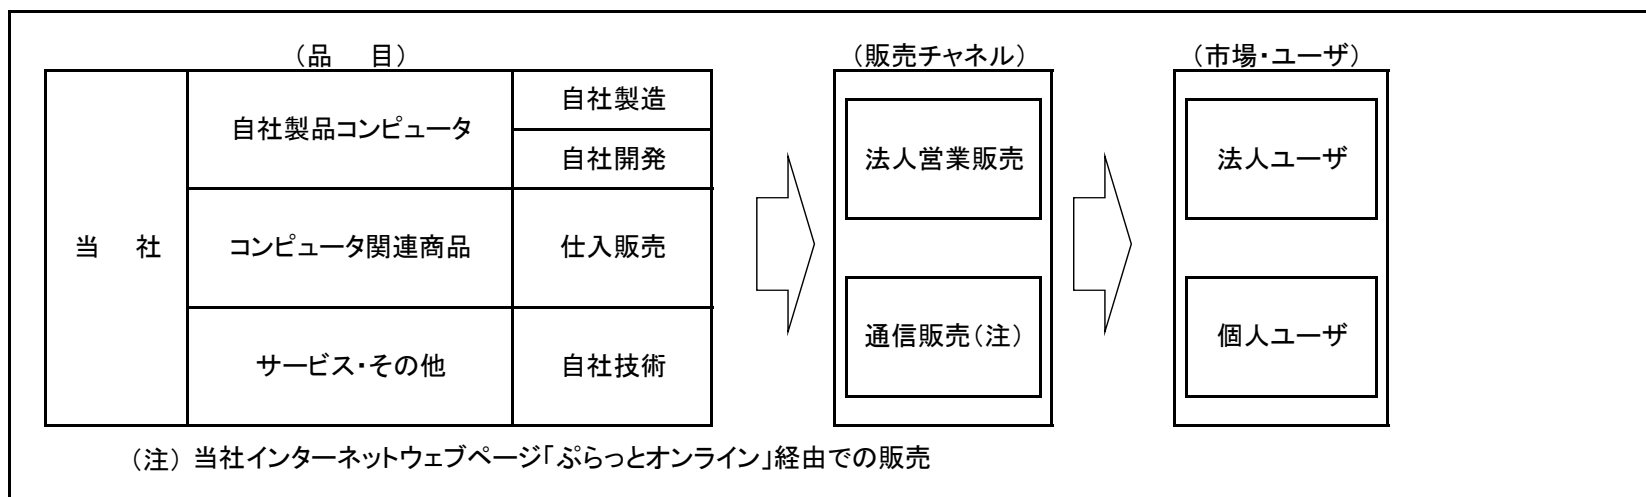 （品　目）
（販売チャネル）
（市場・ユーザ）
当　社
自社製品コンピュータ
自社製造
自社開発
コンピュータ関連商品
仕入販売
サービス・その他
自社技術
法人営業販売
通信販売（注）
法人ユーザ
個人ユーザ
（注）当社インターネットウェブページ「ぷらっとオンライン」経由での販売